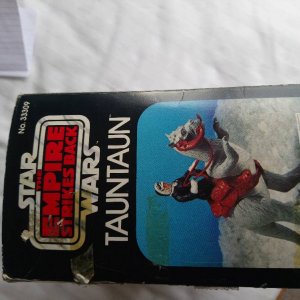 No. 33309
STAR
THE
EMPIRE
STRIKES BACK
WARS
TAUNTAUN